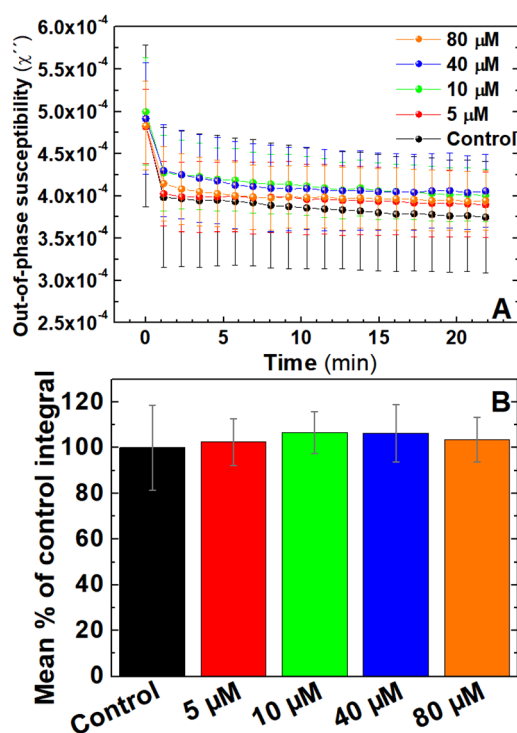 6.0x10⁻⁴
5.5x10⁻⁴
5.0x10⁻⁴
4.5x10⁻⁴
4.0x10⁻⁴
3.5x10⁻⁴
3.0x10⁻⁴
2.5x10⁻⁴
Out-of-phase susceptibility (χ´´)
80 µM
40 µM
10 µM
5 µM
Control
A
0 5 10 15 20
Time (min)
B
120
100
80
60
40
20
0
Mean % of control integral
Control 5 µM 10 µM 40 µM 80 µM